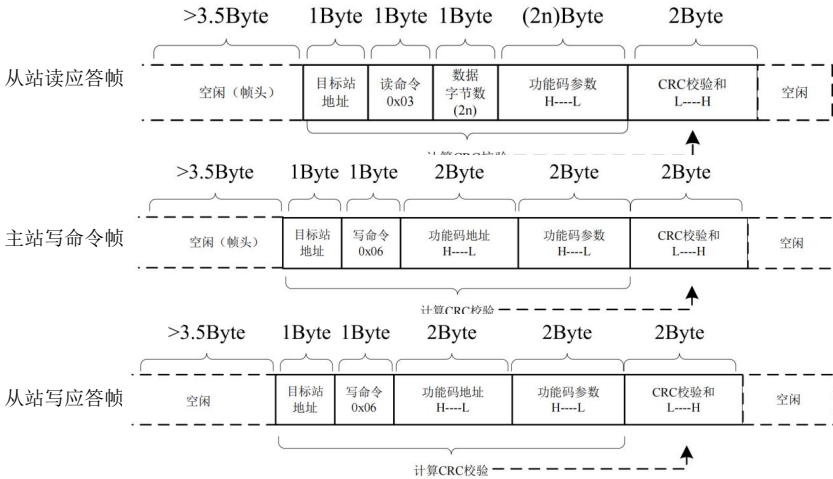 >3.5Byte 1Byte 1Byte 1Byte (2n)Byte 2Byte
从站读应答帧
空闲（帧头）
目标站
地址
读命令
0x03
数据
字节数
(2n)
功能码参数
H----L
CRC校验和
L----H
空闲
计算CRC校验
>3.5Byte 1Byte 1Byte 2Byte 2Byte 2Byte
主站写命令帧
空闲（帧头）
目标站
地址
写命令
0x06
功能码地址
H----L
功能码参数
H----L
CRC校验和
L----H
空闲
计算CRC校验
>3.5Byte 1Byte 1Byte 2Byte 2Byte 2Byte
从站写应答帧
空闲
目标站
地址
写命令
0x06
功能码地址
H----L
功能码参数
H----L
CRC校验和
L----H
空闲
计算CRC校验